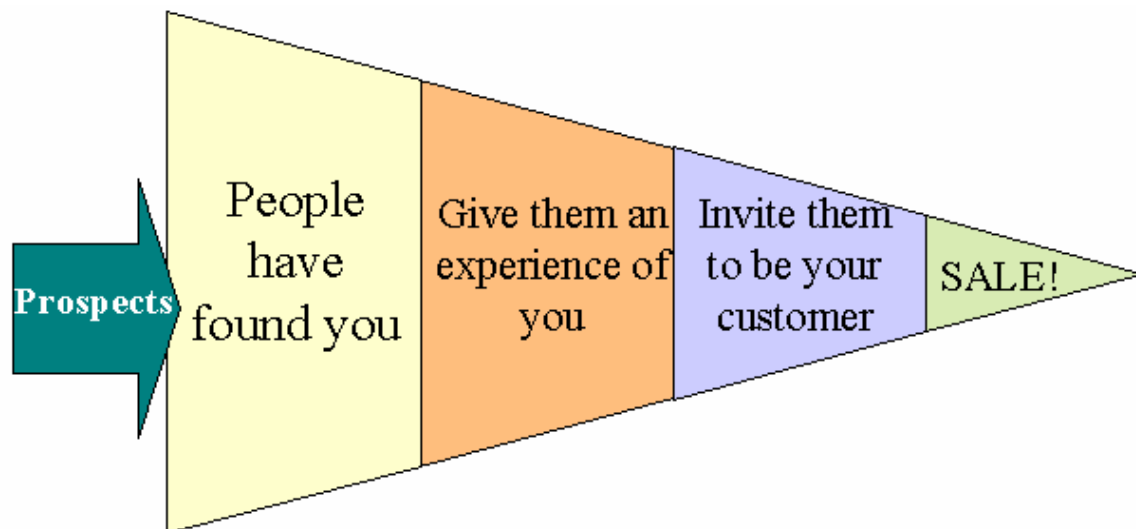 Prospects
People
have
found you
Give them an
experience of
you
Invite them
to be your
customer
SALE!